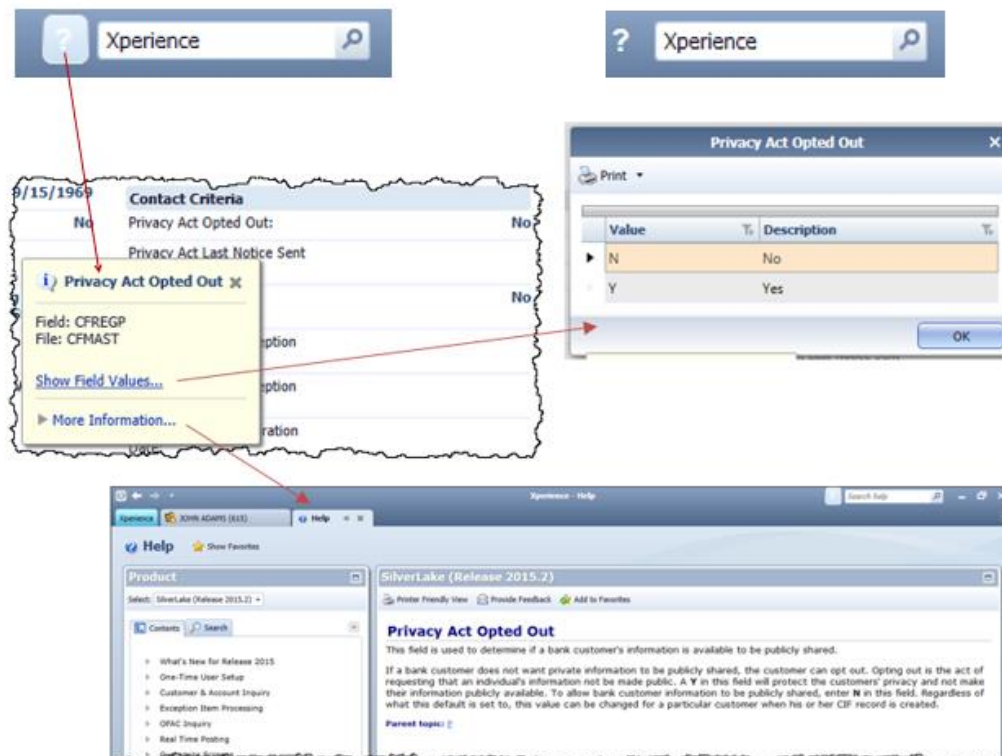 ? Xperience
? Xperience
9/15/1969
No
Contact Criteria
Privacy Act Opted Out: No
Privacy Act Last Notice Sent
No
ption
ption
ration
Date:
Privacy Act Opted Out
Field: CFREGP
File: CFMAST
Show Field Values...
More Information...
Privacy Act Opted Out
Print
Value Description
N No
Y Yes
OK
Xperience - Help
Search help
Xperience JOHN ADAMS (615) Help
Help Show Favorites
Product
Select: SilverLake (Release 2015.2)
Contents Search
What's New for Release 2015
One-Time User Setup
Customer & Account Inquiry
Exception Item Processing
OFAC Inquiry
Real Time Posting
SilverLake (Release 2015.2)
Printer Friendly View Provide Feedback Add to Favorites
Privacy Act Opted Out
This field is used to determine if a bank customer's information is available to be publicly shared.
If a bank customer does not want private information to be publicly shared, the customer can opt out. Opting out is the act of
requesting that an individual's information not be made public. A Y in this field will protect the customers' privacy and not make
their information publicly available. To allow bank customer information to be publicly shared, enter N in this field. Regardless of
what this default is set to, this value can be changed for a particular customer when his or her CIF record is created.
Parent topic: